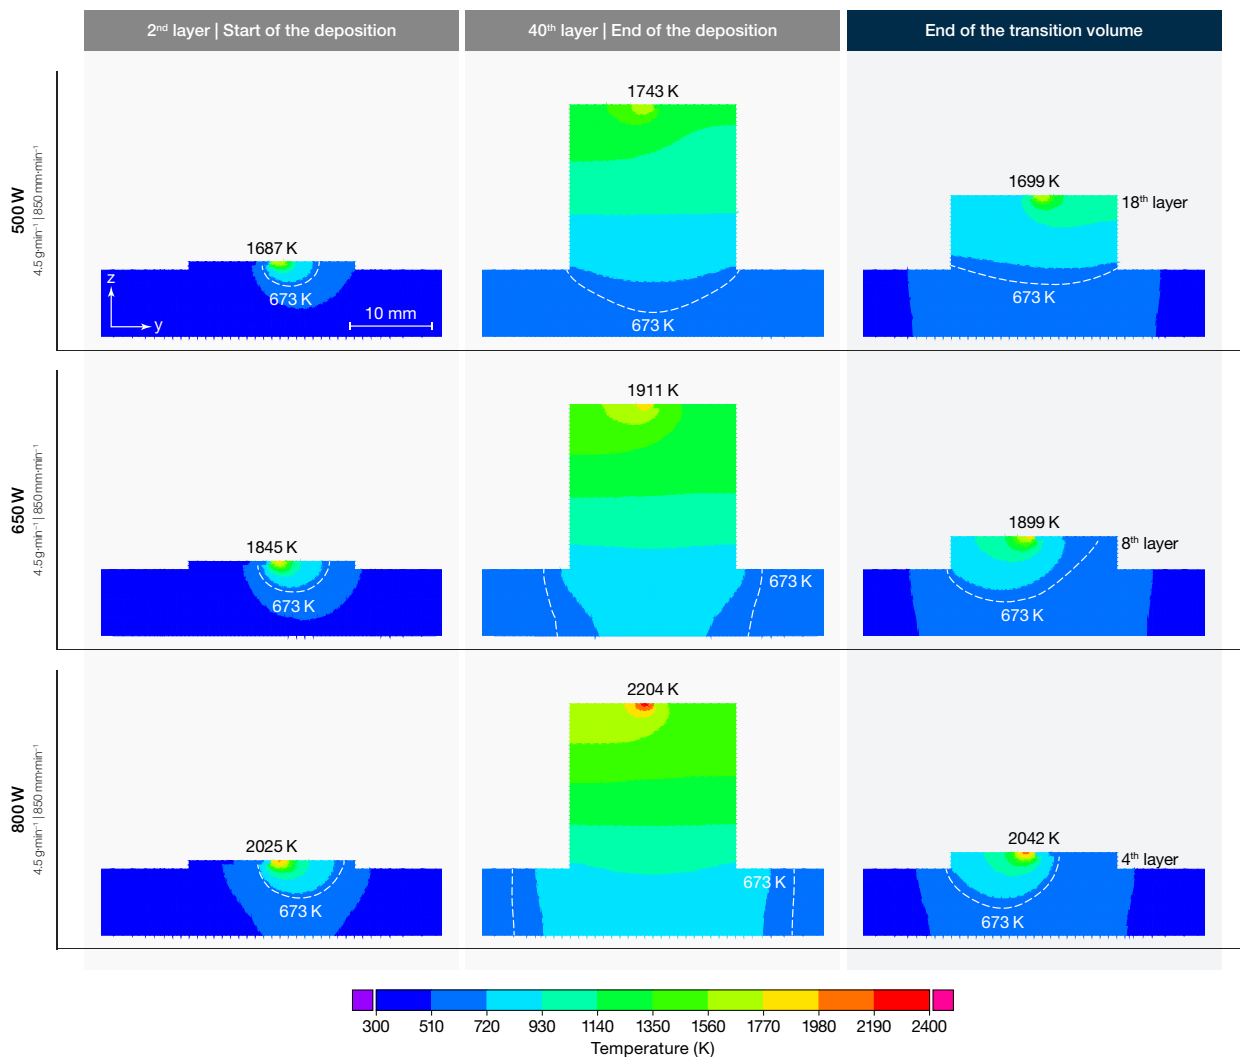 2nd layer | Start of the deposition
40th layer | End of the deposition
End of the transition volume
500 W
4.5 g·min⁻¹ | 850 mm·min⁻¹
1687 K
673 K
z
y
10 mm
1743 K
673 K
1699 K
18th layer
673 K
650 W
4.5 g·min⁻¹ | 850 mm·min⁻¹
1845 K
673 K
1911 K
673 K
1899 K
8th layer
673 K
800 W
4.5 g·min⁻¹ | 850 mm·min⁻¹
2025 K
673 K
2204 K
673 K
2042 K
4th layer
673 K
300 510 720 930 1140 1350 1560 1770 1980 2190 2400
Temperature (K)